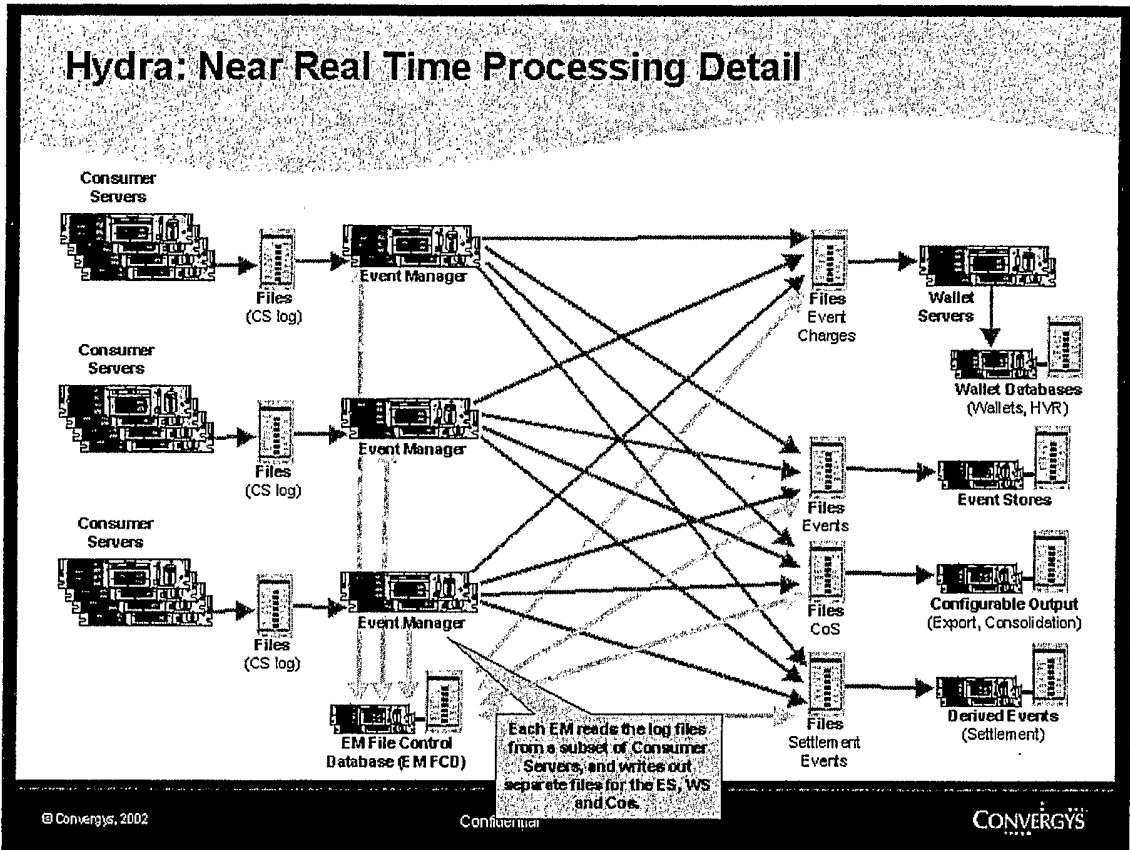 Hydra: Near Real Time Processing Detail
Consumer
Servers
Files
(CS log)
Event Manager
Files
Event
Charges
Wallet
Servers
Wallet Databases
(Wallets, HVR)
Consumer
Servers
Files
(CS log)
Event Manager
Files
Events
Event Stores
Consumer
Servers
Files
(CS log)
Event Manager
Files
CoS
Configurable Output
(Export, Consolidation)
EM File Control
Database (EM FCD)
Files
Settlement
Events
Derived Events
(Settlement)
Each EM reads the log files
from a subset of Consumer
Servers, and writes out
separate files for the ES, WS
and Cos.
© Convergys, 2002
Confidential
CONVERGYS